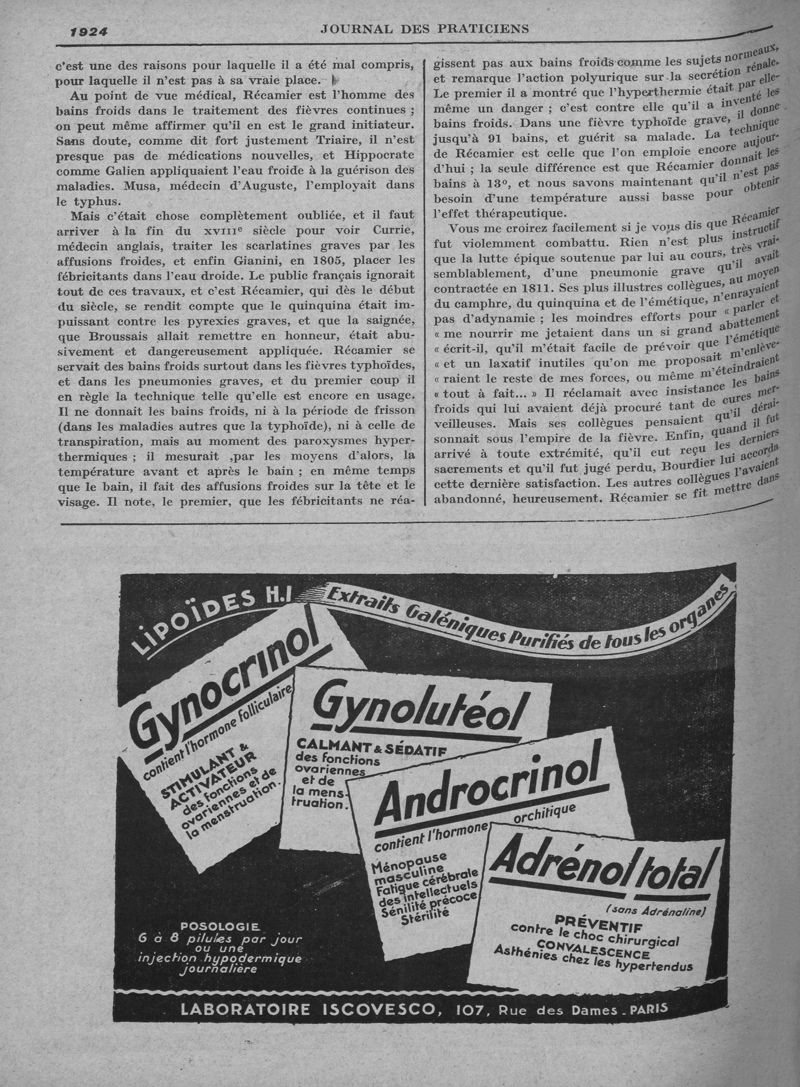 1924
JOURNAL DES PRATICIENS
c'est une des raisons pour laquelle il a été mal compris,
pour laquelle il n'est pas à sa vraie place.
Au point de vue médical, Récamier est l'homme des
bains froids dans le traitement des fièvres continues ;
on peut même affirmer qu'il en est le grand initiateur.
Sans doute, comme dit fort justement Triaire, il n'est
presque pas de médications nouvelles, et Hippocrate
comme Galien appliquaient l'eau froide à la guérison des
maladies. Musa, médecin d'Auguste, l'employait dans
le typhus.
Mais c'était chose complètement oubliée, et il faut
arriver à la fin du XVIIIe siècle pour voir Currie,
médecin anglais, traiter les scarlatines graves par les
affusions froides, et enfin Gianini, en 1805, placer les
fébricitants dans l'eau droide. Le public français ignorait
tout de ces travaux, et c'est Récamier, qui dès le début
du siècle, se rendit compte que le quinquina était im-
puissant contre les pyrexies graves, et que la saignée,
que Broussais allait remettre en honneur, était abu-
sivement et dangereusement appliquée. Récamier se
servait des bains froids surtout dans les fièvres typhoïdes,
et dans les pneumonies graves, et du premier coup il
en règle la technique telle qu'elle est encore en usage.
Il ne donnait les bains froids, ni à la période de frisson
(dans les maladies autres que la typhoïde), ni à celle de
transpiration, mais au moment des paroxysmes hyper-
thermiques ; il mesurait ,par les moyens d'alors, la
température avant et après le bain ; en même temps
que le bain, il fait des affusions froides sur la tête et le
visage. Il note, le premier, que les fébricitants ne réa-
gissent pas aux bains froids comme les sujets normeaux,
et remarque l'action polyurique sur la secrétion rénale.
Le premier il a montré que l'hyperthermie était par elle-
même un danger ; c'est contre elle qu'il a inventé les
bains froids. Dans une fièvre typhoïde grave, il donne
jusqu'à 91 bains, et guérit sa malade. La technique
de Récamier est celle que l'on emploie encore aujour-
d'hui ; la seule différence est que Récamier donnait les
bains à 13°, et nous savons maintenant qu'il n'est pas
besoin d'une température aussi basse pour obtenir
l'effet thérapeutique.
Vous me croirez facilement si je vous dis que Récamier
fut violemment combattu. Rien n'est plus instructif
que la lutte épique soutenue par lui au cours, très vrai-
semblablement, d'une pneumonie grave qu'il avait
contractée en 1811. Ses plus illustres collègues, au moyen
du camphre, du quinquina et de l'émétique, n'enrayaient
pas d'adynamie ; les moindres efforts pour « parler et
« me nourrir me jetaient dans un si grand abattement
« écrit-il, qu'il m'était facile de prévoir que l'émétique
« et un laxatif inutiles qu'on me proposait m'enlève-
« raient le reste de mes forces, ou même m'éteindraient
« tout à fait... » Il réclamait avec insistance les bains
froids qui lui avaient déjà procuré tant de cures mer-
veilleuses. Mais ses collègues pensaient qu'il dérai-
sonnait sous l'empire de la fièvre. Enfin, quand il fut
arrivé à toute extrémité, qu'il eut reçu les derniers
sacrements et qu'il fut jugé perdu, Bourdier lui accorda
cette dernière satisfaction. Les autres collègues l'avaient
abandonné, heureusement. Récamier se fit mettre dans
LIPOÏDES H.I
Extraits Galéniques Purifiés de tous les organes
Gynocrinol
contient l'hormone folliculaire
STIMULANT &
ACTIVATEUR
des fonctions
ovariennes et de
la menstruation.
Gynolutéol
CALMANT & SÉDATIF
des fonctions
ovariennes
et de
la mens-
truation.
Androcrinol
contient l'hormone orchitique
Ménopause
masculine
Fatigue cérébrale
des intellectuels
Sénilité précoce
Stérilité
Adrénol total
(sans Adrénaline)
PRÉVENTIF
contre le choc chirurgical
CONVALESCENCE
Asthénies chez les hypertendus
POSOLOGIE
6 à 8 pilules par jour
ou une
injection hypodermique
journalière
LABORATOIRE ISCOVESCO, 107, Rue des Dames - PARIS